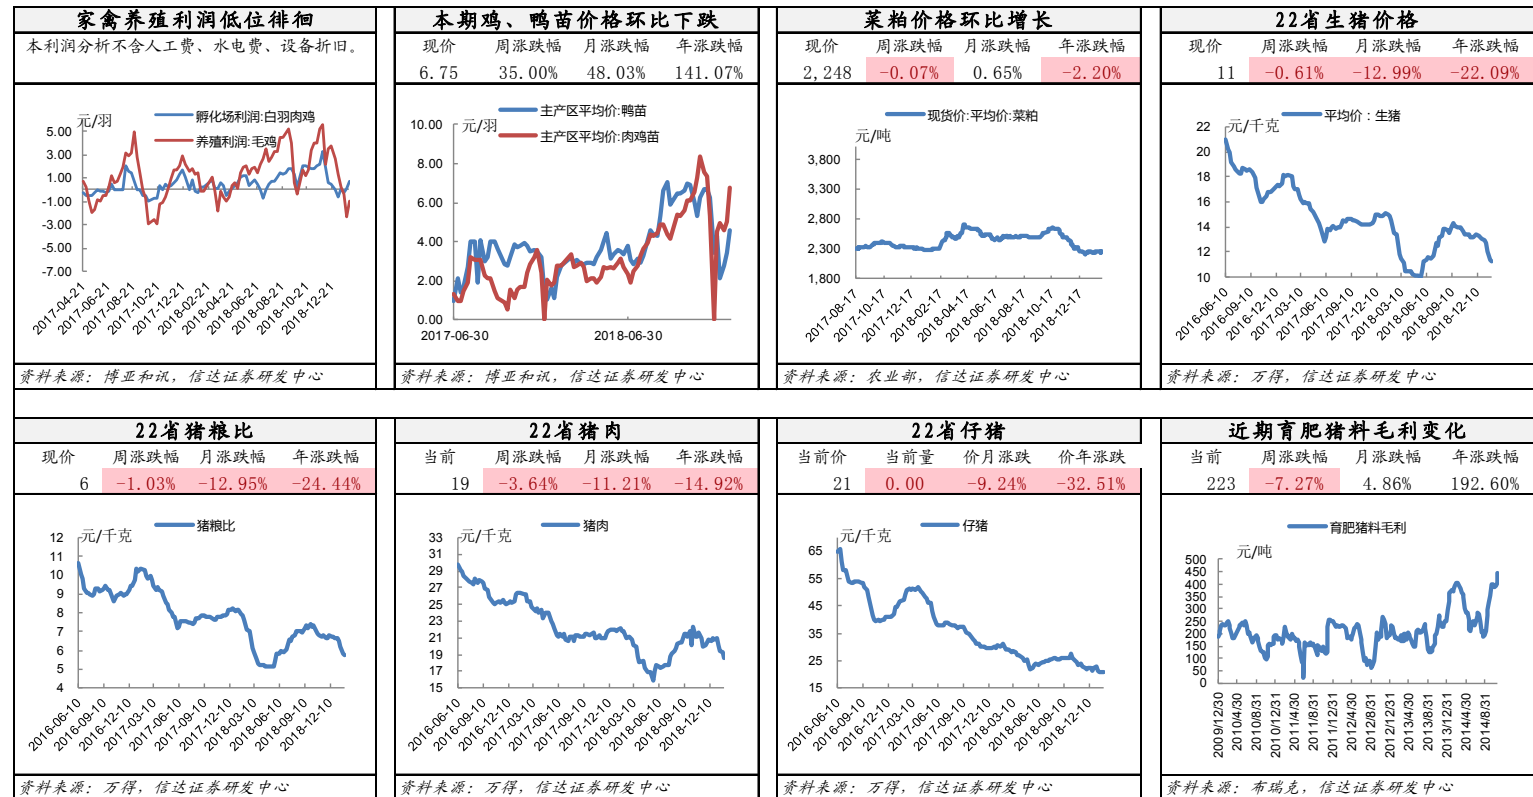 家禽养殖利润低位徘徊
本利润分析不含人工费、水电费、设备折旧。
元/羽
孵化场利润:白羽肉鸡
养殖利润:毛鸡
5.00
3.00
1.00
-1.00
-3.00
-5.00
-7.00
2017-04-21
2017-06-21
2017-08-21
2017-10-21
2017-12-21
2018-02-21
2018-04-21
2018-06-21
2018-08-21
2018-10-21
2018-12-21
资料来源：博亚和讯，信达证券研发中心
本期鸡、鸭苗价格环比下跌
现价 周涨跌幅 月涨跌幅 年涨跌幅
6.75 35.00% 48.03% 141.07%
主产区平均价:鸭苗
主产区平均价:肉鸡苗
元/羽
10.00
8.00
6.00
4.00
2.00
0.00
2017-06-30
2018-06-30
资料来源：博亚和讯，信达证券研发中心
菜粕价格环比增长
现价 周涨跌幅 月涨跌幅 年涨跌幅
2,248 -0.07% 0.65% -2.20%
现货价:平均价:菜粕
元/吨
3,800
3,300
2,800
2,300
1,800
2017-08-17
2017-10-17
2017-12-17
2018-02-17
2018-04-17
2018-06-17
2018-08-17
2018-10-17
2018-12-17
资料来源：农业部，信达证券研发中心
22省生猪价格
现价 周涨跌幅 月涨跌幅 年涨跌幅
11 -0.61% -12.99% -22.09%
元/千克
平均价：生猪
22
20
18
16
14
12
10
2016-06-10
2016-09-10
2016-12-10
2017-03-10
2017-06-10
2017-09-10
2017-12-10
2018-03-10
2018-06-10
2018-09-10
2018-12-10
资料来源：万得，信达证券研发中心
22省猪粮比
现价 周涨跌幅 月涨跌幅 年涨跌幅
6 -1.03% -12.95% -24.44%
猪粮比
元/千克
12
11
10
9
8
7
6
5
4
2016-06-10
2016-09-10
2016-12-10
2017-03-10
2017-06-10
2017-09-10
2017-12-10
2018-03-10
2018-06-10
2018-09-10
2018-12-10
资料来源：万得，信达证券研发中心
22省猪肉
当前 周涨跌幅 月涨跌幅 年涨跌幅
19 -3.64% -11.21% -14.92%
猪肉
元/千克
33
31
29
27
25
23
21
19
17
15
2016-06-10
2016-09-10
2016-12-10
2017-03-10
2017-06-10
2017-09-10
2017-12-10
2018-03-10
2018-06-10
2018-09-10
2018-12-10
资料来源：万得，信达证券研发中心
22省仔猪
当前价 当前量 价月涨跌 价年涨跌
21 0.00 -9.24% -32.51%
仔猪
元/千克
65
55
45
35
25
15
2016-06-10
2016-09-10
2016-12-10
2017-03-10
2017-06-10
2017-09-10
2017-12-10
2018-03-10
2018-06-10
2018-09-10
2018-12-10
资料来源：万得，信达证券研发中心
近期育肥猪料毛利变化
当前 周涨跌幅 月涨跌幅 年涨跌幅
223 -7.27% 4.86% 192.60%
育肥猪料毛利
元/吨
500
450
400
350
300
250
200
150
100
50
0
2009/12/30
2010/4/30
2010/8/31
2010/12/31
2011/4/30
2011/8/31
2011/12/31
2012/4/30
2012/8/31
2012/12/31
2013/4/30
2013/8/31
2013/12/31
2014/4/30
2014/8/31
资料来源：布瑞克，信达证券研发中心